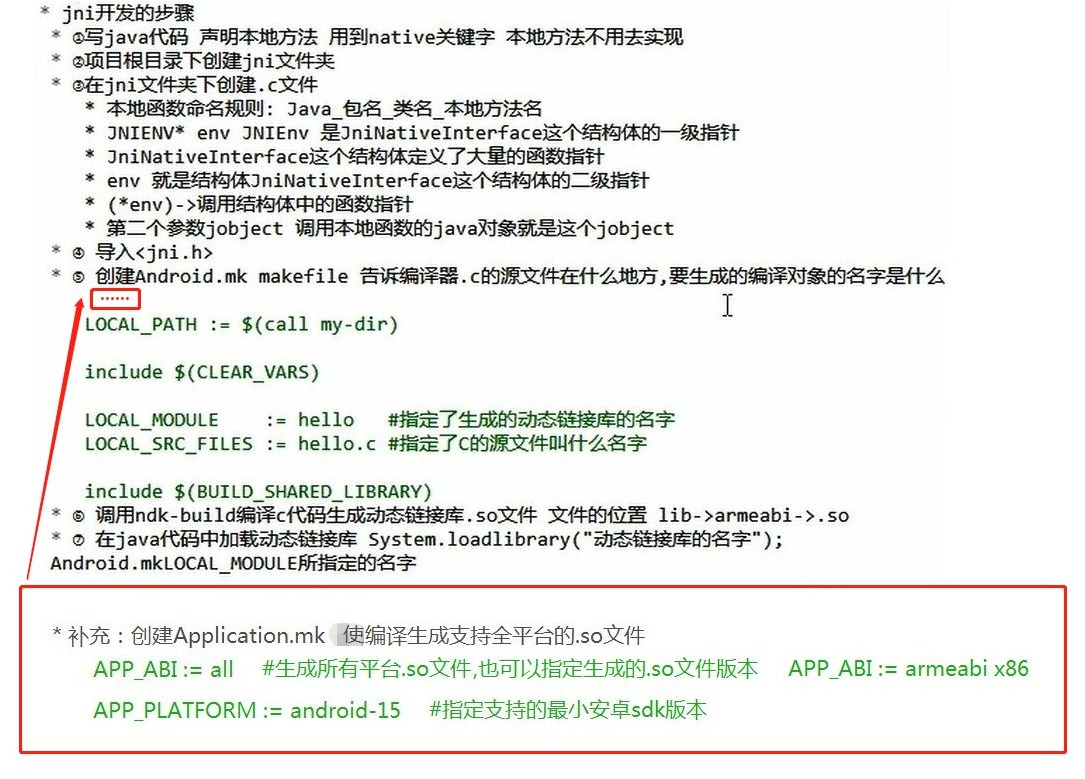 * jni开发的步骤
* ①写java代码 声明本地方法 用到native关键字 本地方法不用去实现
* ②项目根目录下创建jni文件夹
* ③在jni文件夹下创建.c文件
* 本地函数命名规则: Java_包名_类名_本地方法名
* JNIENV* env JNIEnv 是JniNativeInterface这个结构体的一级指针
* JniNativeInterface这个结构体定义了大量的函数指针
* env 就是结构体JniNativeInterface这个结构体的二级指针
* (*env)->调用结构体中的函数指针
* 第二个参数jobject 调用本地函数的java对象就是这个jobject
* ④ 导入<jni.h>
* ⑤ 创建Android.mk makefile 告诉编译器.c的源文件在什么地方,要生成的编译对象的名字是什么
......
LOCAL_PATH := $(call my-dir)
include $(CLEAR_VARS)
LOCAL_MODULE    := hello   #指定了生成的动态链接库的名字
LOCAL_SRC_FILES := hello.c #指定了C的源文件叫什么名字
include $(BUILD_SHARED_LIBRARY)
* ⑥ 调用ndk-build编译c代码生成动态链接库.so文件 文件的位置 lib->armeabi->.so
* ⑦ 在java代码中加载动态链接库 System.loadlibrary("动态链接库的名字");
Android.mkLOCAL_MODULE所指定的名字
* 补充：创建Application.mk 使编译生成支持全平台的.so文件
APP_ABI := all   #生成所有平台.so文件,也可以指定生成的.so文件版本   APP_ABI := armeabi x86
APP_PLATFORM := android-15   #指定支持的最小安卓sdk版本